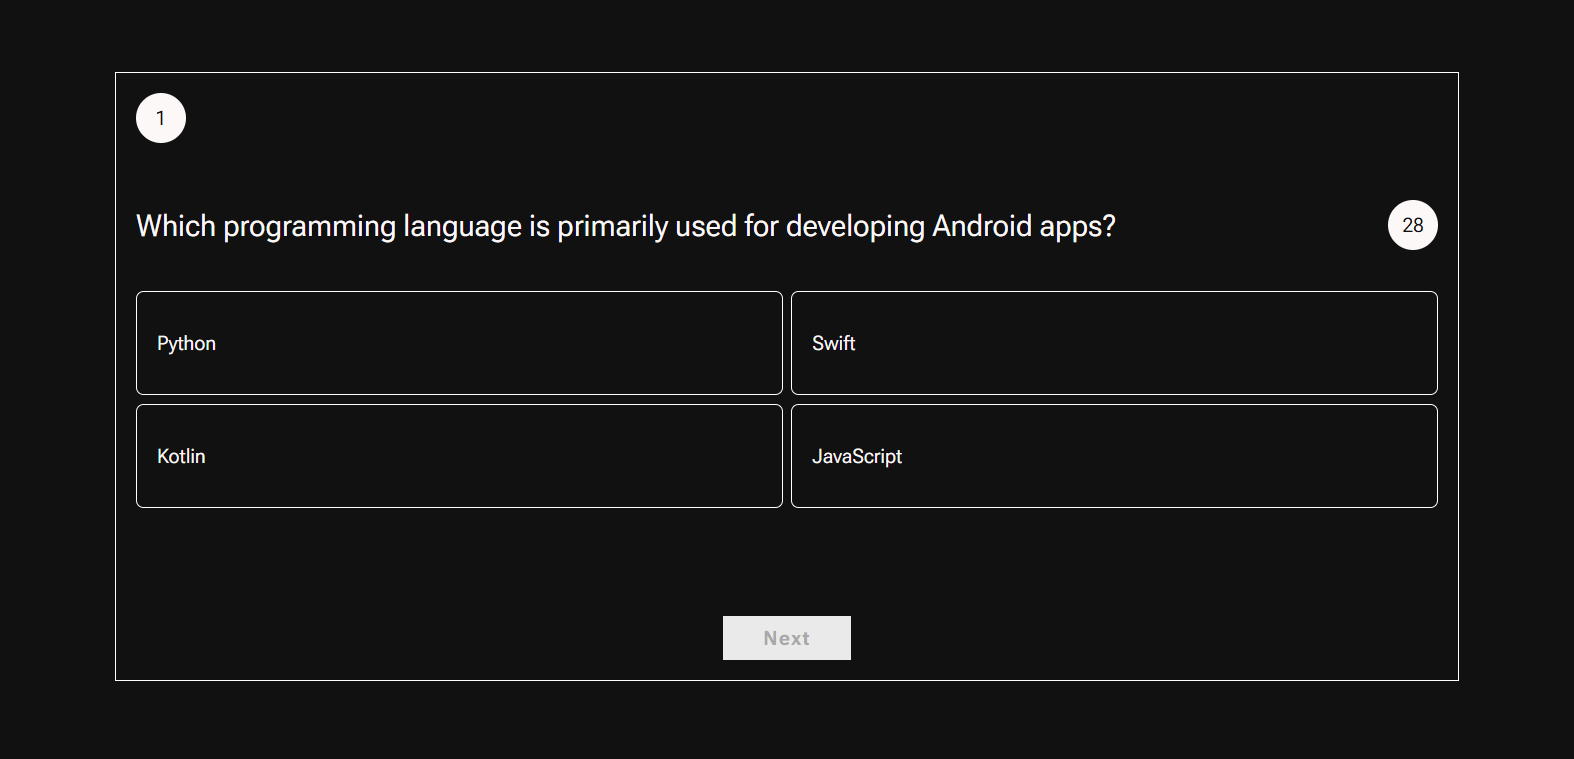 1
Which programming language is primarily used for developing Android apps?
28
Python
Swift
Kotlin
JavaScript
Next